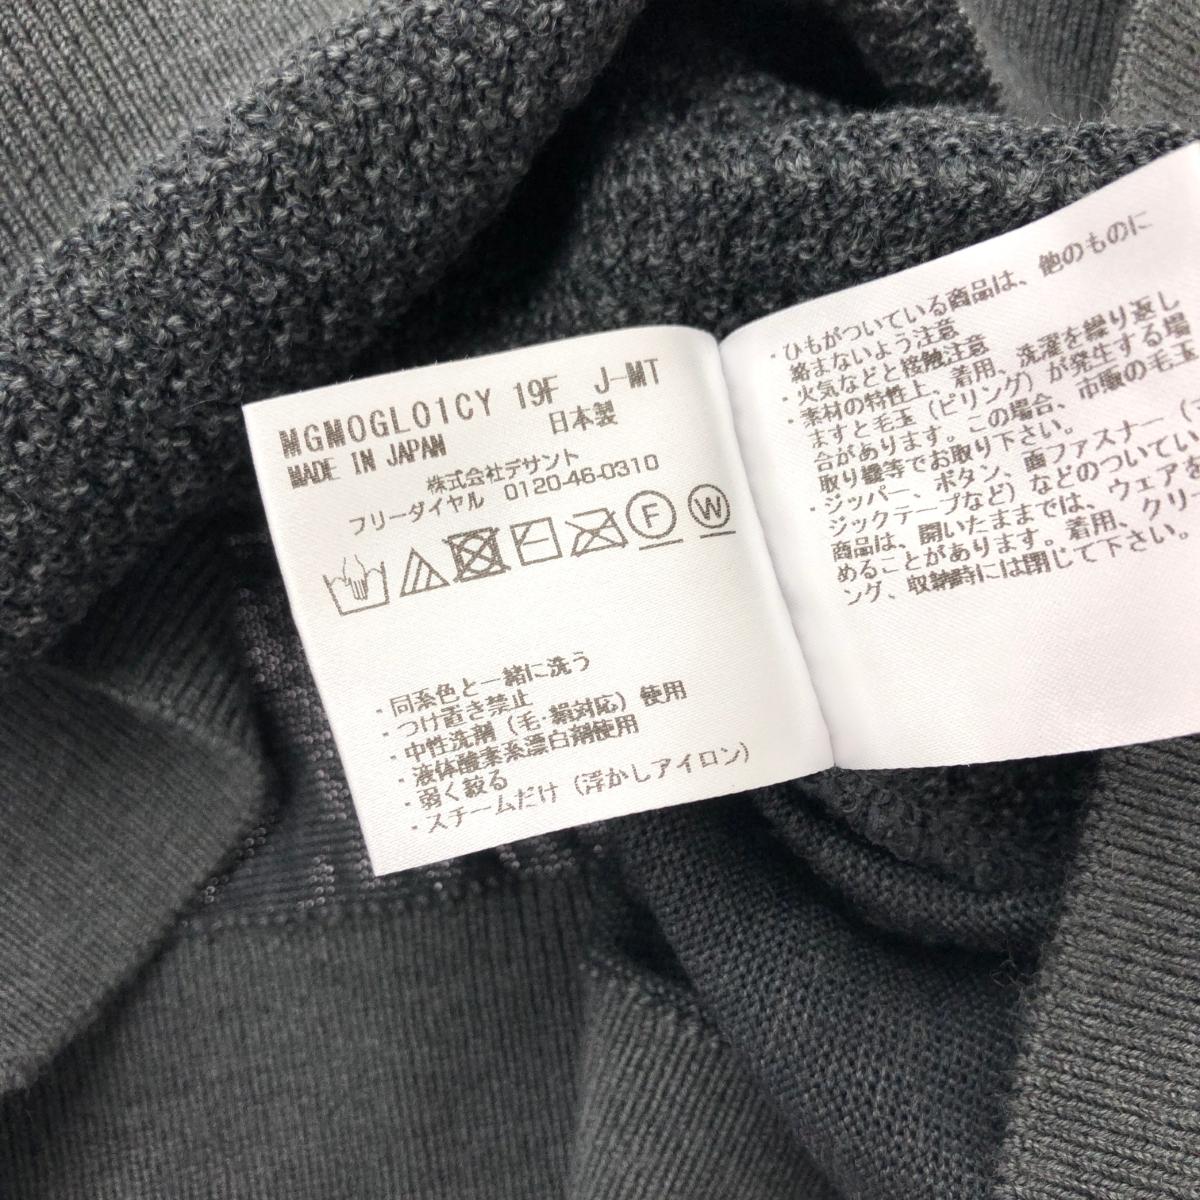 MGMOGL01CY 19F J-MT
MADE IN JAPAN 日本製
株式会社デサント
フリーダイヤル 0120-46-0310
F W
・同系色と一緒に洗う
・つけ置き禁止
・中性洗剤（毛・絹対応）使用
・液体酸素系漂白剤使用
・弱く絞る
・スチームだけ（浮かしアイロン）
・ひもがついている商品は、他のものに
絡まないよう注意
・火気などと接触注意
・素材の特性上、着用、洗濯を繰り返し
ますと毛玉（ピリング）が発生する場
合があります。この場合、市販の毛玉
取り機等でお取り下さい。
・ジッパー、ボタン、面ファスナー（
ジックテープなど）などのついてい
商品は、開いたままでは、ウェアを
めることがあります。着用、クリ
ング、収納時には閉じて下さい。